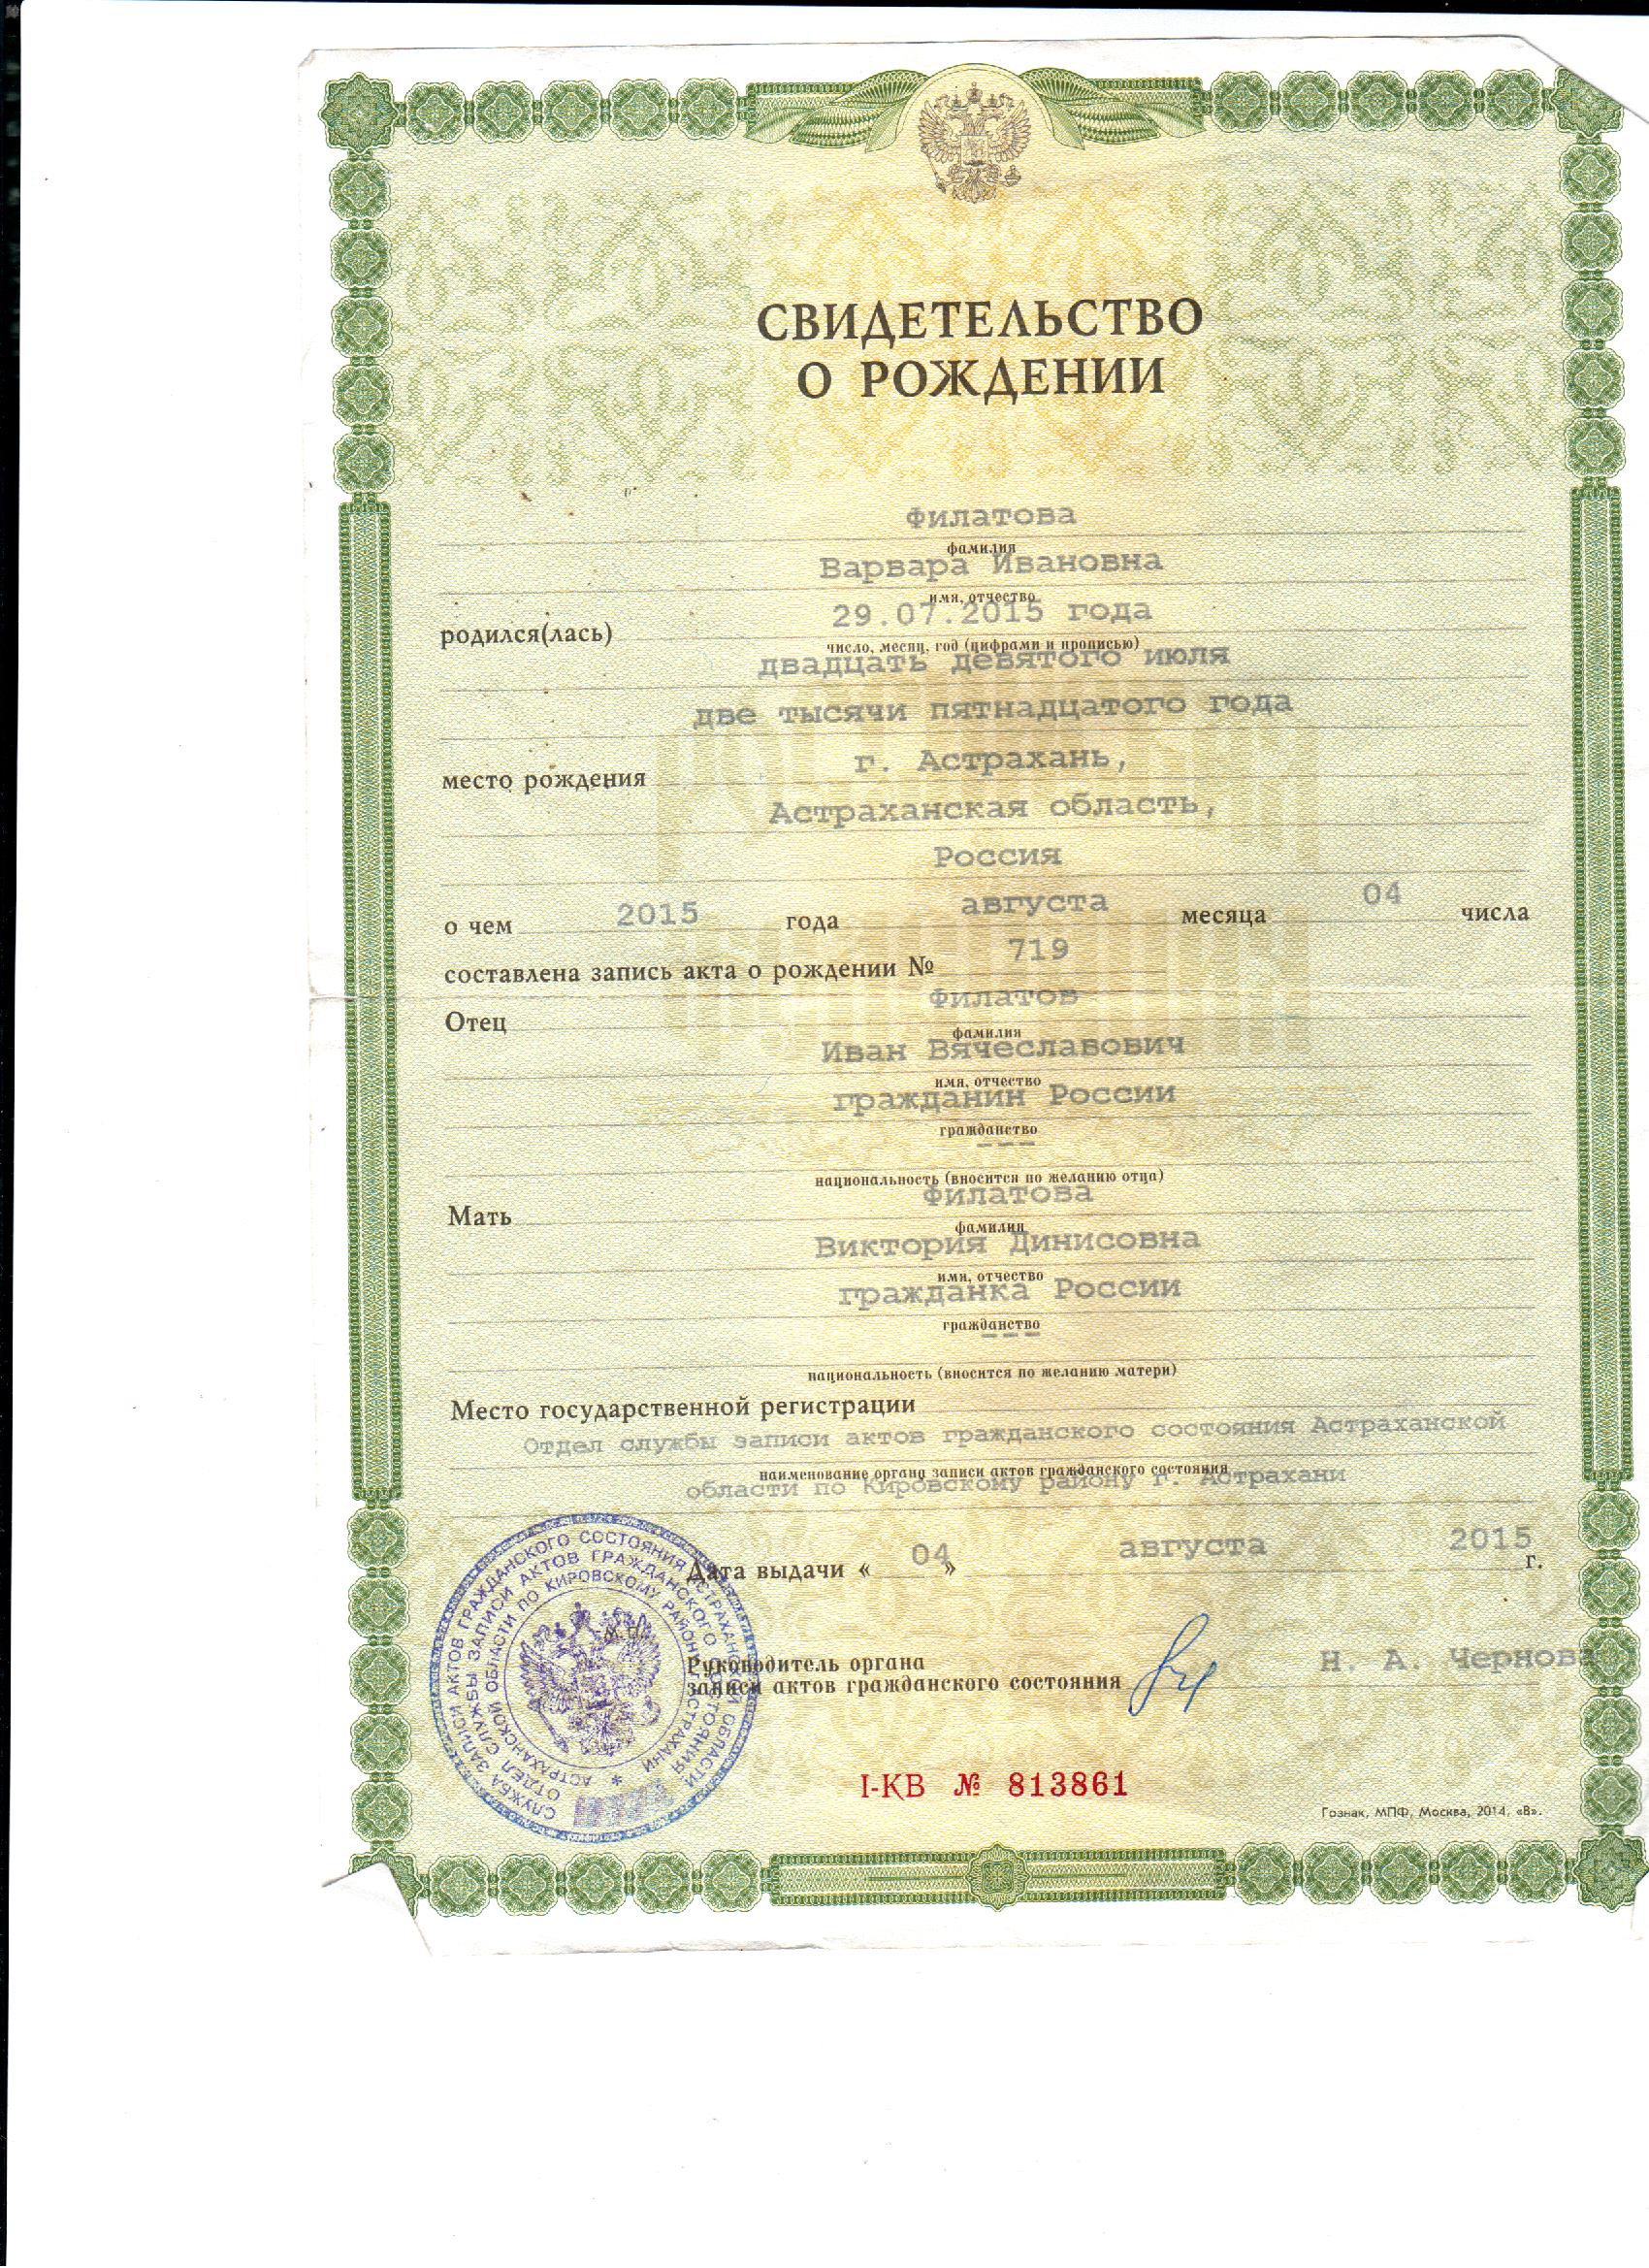 СВИДЕТЕЛЬСТВО
О РОЖДЕНИИ
Филатова
фамилия
Варвара Ивановна
имя, отчество
родился(лась) 29.07.2015 года
число, месяц, год (цифрами и прописью)
двадцать девятого июля
две тысячи пятнадцатого года
место рождения г. Астрахань,
Астраханская область,
Россия
о чем 2015 года августа месяца 04 числа
составлена запись акта о рождении № 719
Отец Филатов
фамилия
Иван Вячеславович
имя, отчество
гражданин России
гражданство
---
национальность (вносится по желанию отца)
Мать Филатова
фамилия
Виктория Динисовна
имя, отчество
гражданка России
гражданство
---
национальность (вносится по желанию матери)
Место государственной регистрации
Отдел службы записи актов гражданского состояния Астраханской
наименование органа записи актов гражданского состояния
области по Кировскому району г. Астрахани
Дата выдачи « 04 » августа 2015 г.
М.П.
Руководитель органа
записи актов гражданского состояния Н. А. Чернова
I-КВ № 813861
Гознак, МПФ, Москва, 2014, «В».
СЛУЖБА ЗАПИСИ АКТОВ ГРАЖДАНСКОГО СОСТОЯНИЯ АСТРАХАНСКОЙ ОБЛАСТИ
ОТДЕЛ СЛУЖБЫ ЗАПИСИ АКТОВ ГРАЖДАНСКОГО СОСТОЯНИЯ
АСТРАХАНСКОЙ ОБЛАСТИ ПО КИРОВСКОМУ РАЙОНУ Г. АСТРАХАНИ *